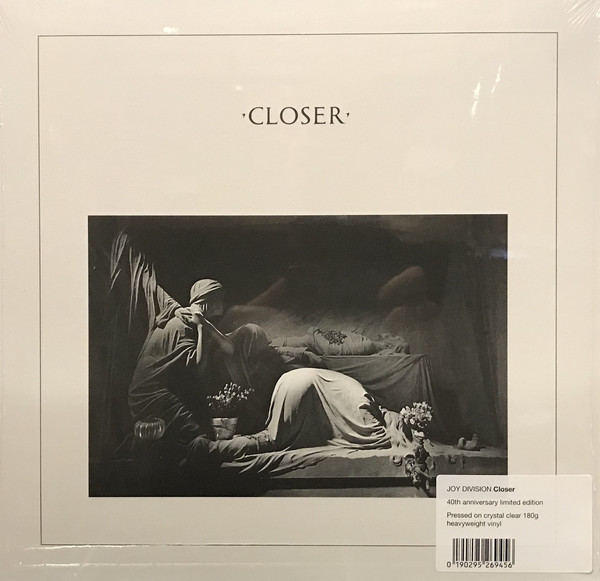 ·CLOSER·
JOY DIVISION Closer
40th anniversary limited edition
Pressed on crystal clear 180g
heavyweight vinyl
0 190295 269456